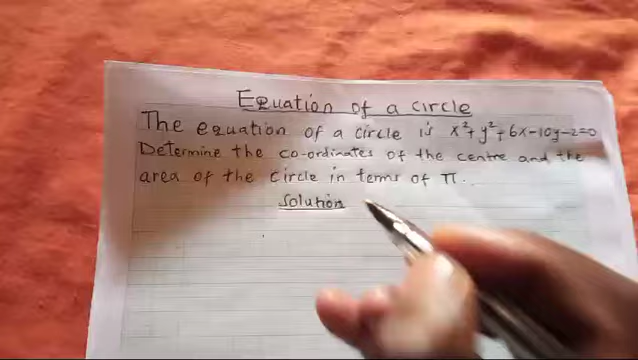 Equation of a circle
The equation of a circle is x²+y²+6x-10y-2=0
Determine the co-ordinates of the centre and the
area of the circle in terms of π.
Solution